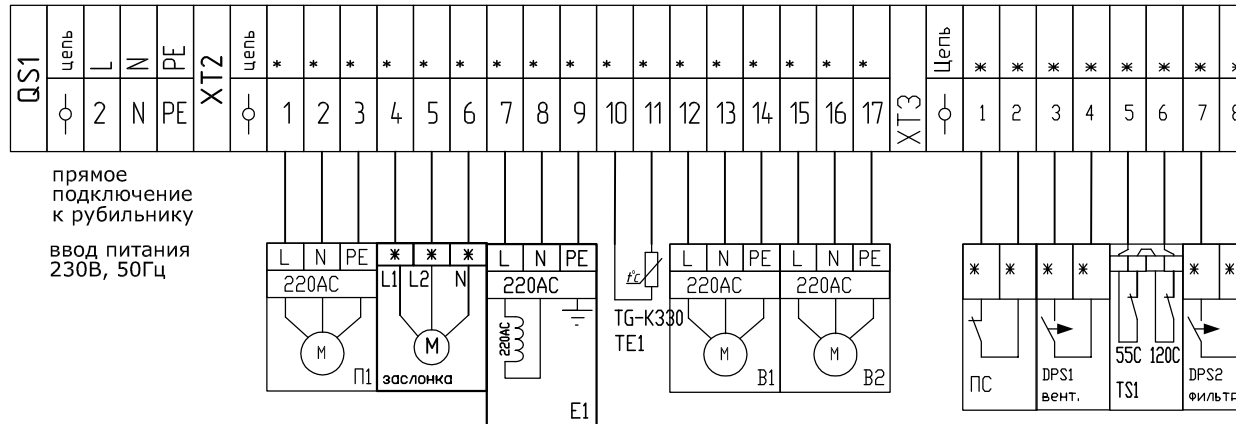 QS1 цепь L N PE XT2 цепь * * * * * * * * * * * * * * * * * XT3 Цепь * * * * * * * *
2 N PE 1 2 3 4 5 6 7 8 9 10 11 12 13 14 15 16 17 1 2 3 4 5 6 7 8
прямое
подключение
к рубильнику
ввод питания
230В, 50Гц
L N PE * * * L N PE L N PE L N PE * * * * * *
220AC L1 L2 N 220AC t°C 220AC 220AC
220AC
TG-K330
TE1
M M M M
55C 120C
П1 заслонка B1 B2 ПС DPS1 TS1 DPS2
вент. фильтр
E1